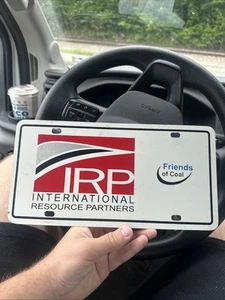 IRP
INTERNATIONAL
RESOURCE PARTNERS
Friends
of Coal